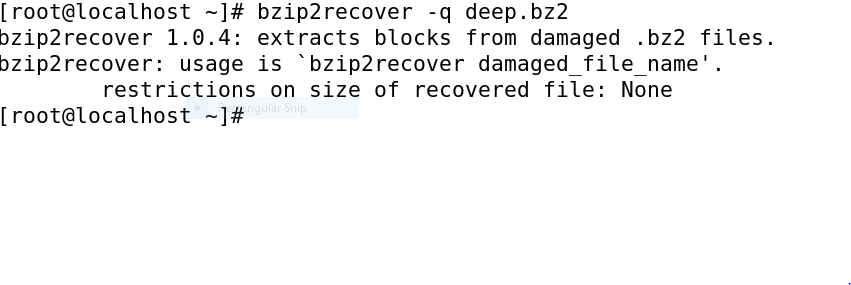 [root@localhost ~]# bzip2recover -q deep.bz2
bzip2recover 1.0.4: extracts blocks from damaged .bz2 files.
bzip2recover: usage is `bzip2recover damaged_file_name'.
        restrictions on size of recovered file: None
Rectangular Snip
[root@localhost ~]#